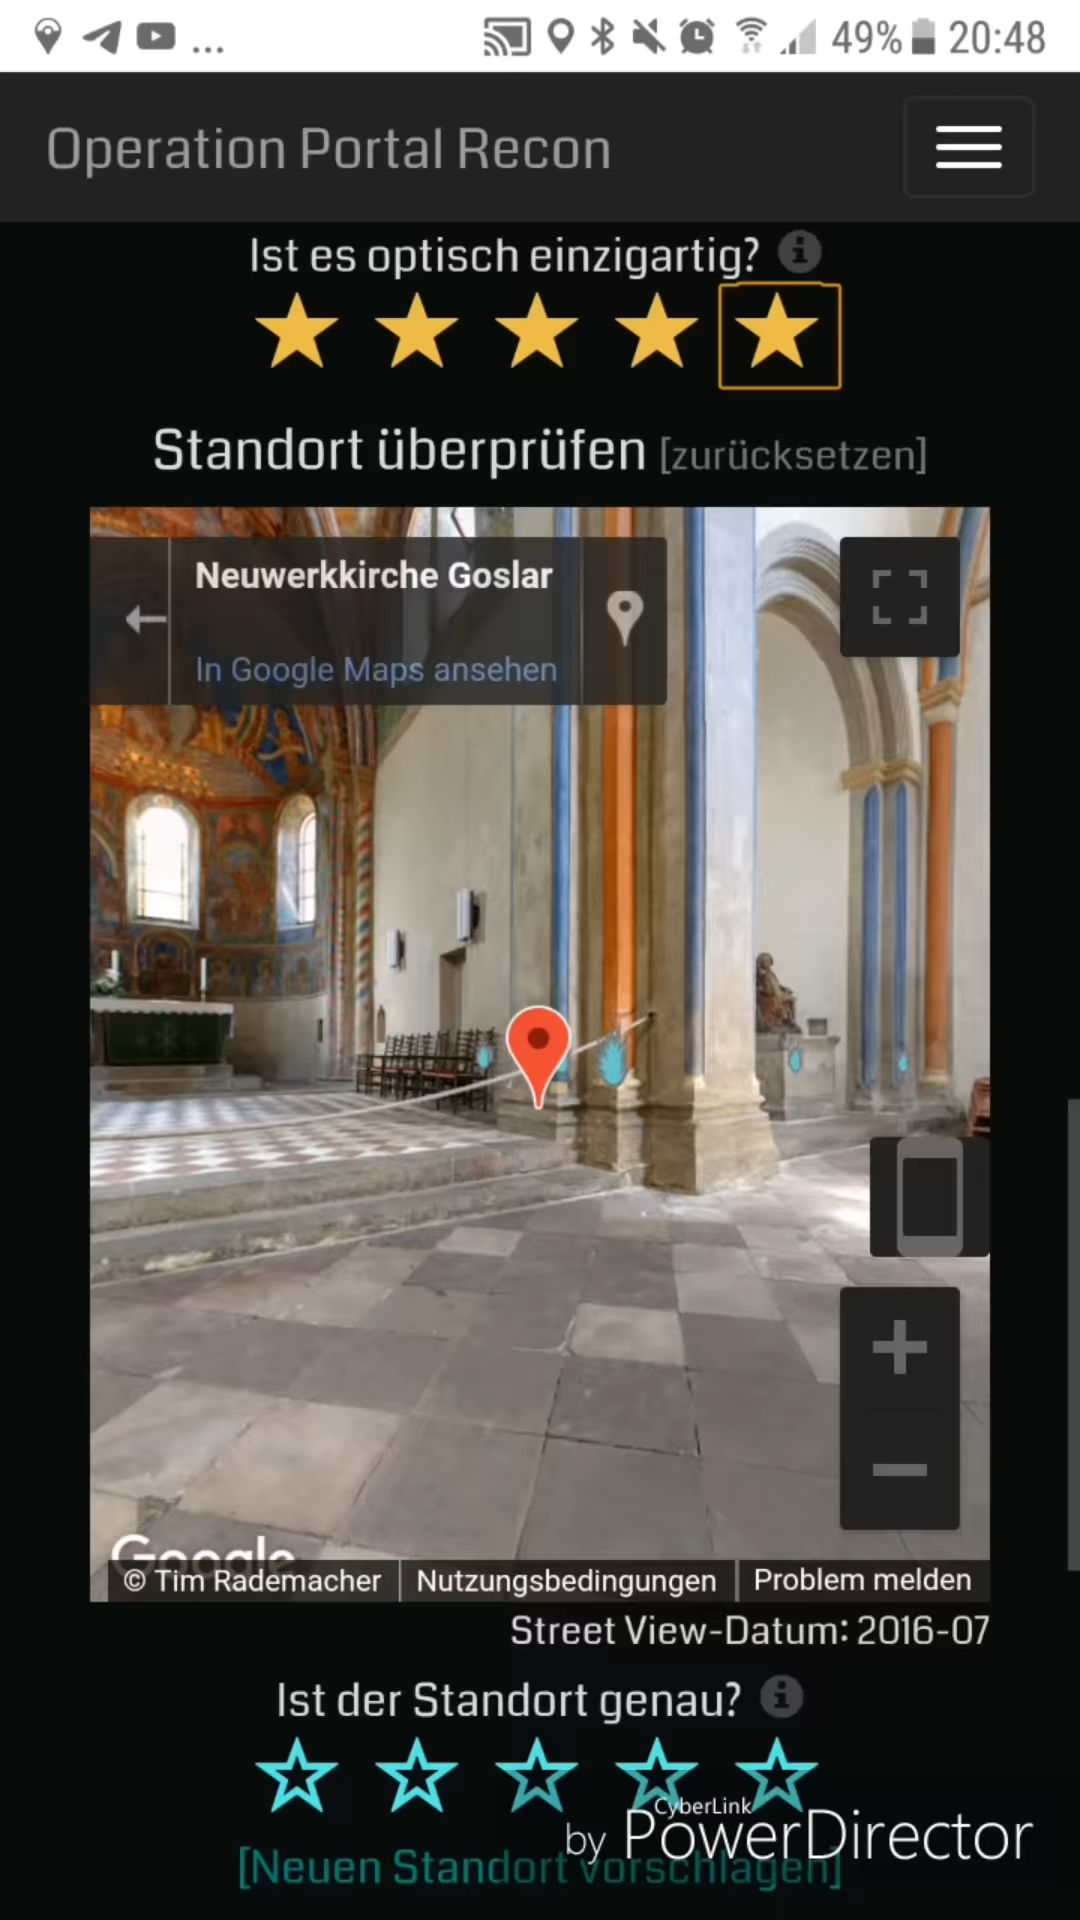 ... 49% 20:48
Operation Portal Recon
Ist es optisch einzigartig?
Standort überprüfen [zurücksetzen]
Neuwerkkirche Goslar
In Google Maps ansehen
Google
© Tim Rademacher Nutzungsbedingungen Problem melden
Street View-Datum: 2016-07
Ist der Standort genau?
CyberLink
by PowerDirector
[Neuen Standort vorschlagen]